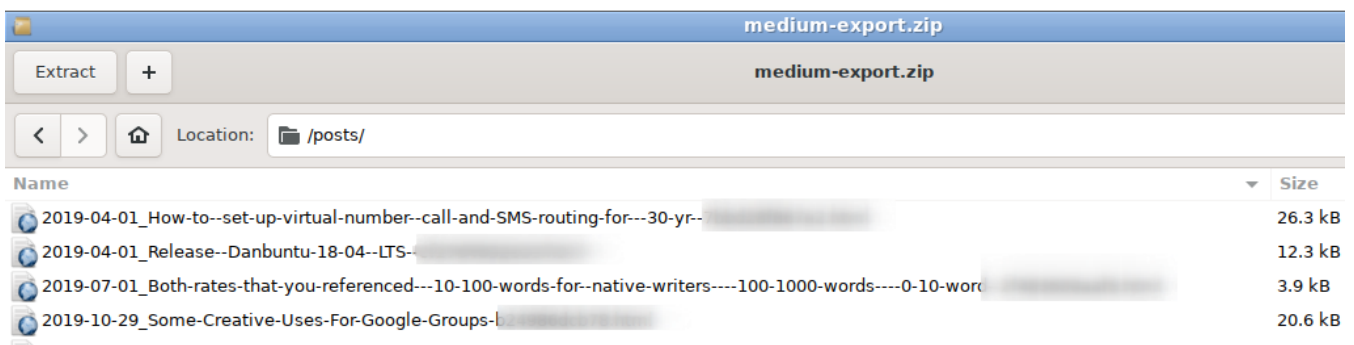 medium-export.zip
Extract + medium-export.zip
Location: /posts/
Name Size
2019-04-01_How-to--set-up-virtual-number--call-and-SMS-routing-for---30-yr-- 26.3 kB
2019-04-01_Release--Danbuntu-18-04--LTS- 12.3 kB
2019-07-01_Both-rates-that-you-referenced---10-100-words-for--native-writers----100-1000-words----0-10-word 3.9 kB
2019-10-29_Some-Creative-Uses-For-Google-Groups-b 20.6 kB